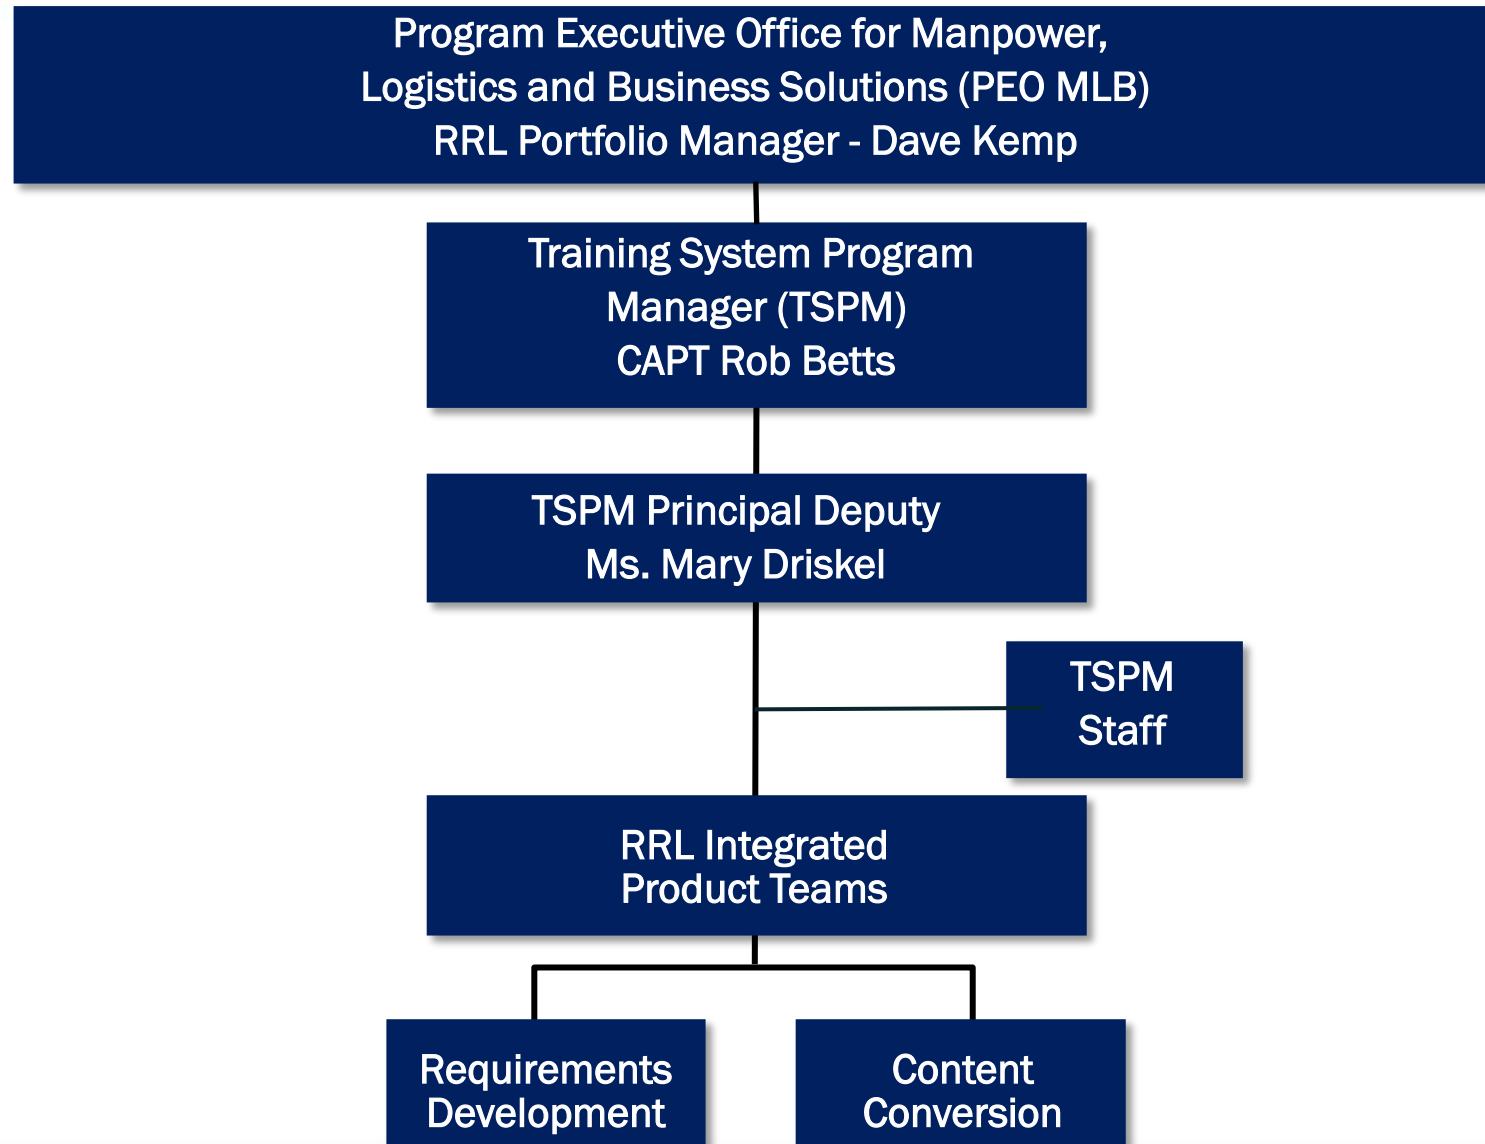 Program Executive Office for Manpower,
Logistics and Business Solutions (PEO MLB)
RRL Portfolio Manager - Dave Kemp
Training System Program
Manager (TSPM)
CAPT Rob Betts
TSPM Principal Deputy
Ms. Mary Driskel
TSPM
Staff
RRL Integrated
Product Teams
Requirements
Development
Content
Conversion